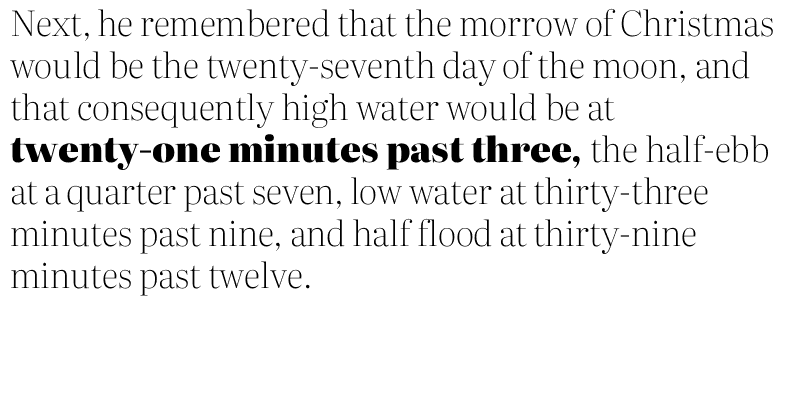 Next, he remembered that the morrow of Christmas
would be the twenty-seventh day of the moon, and
that consequently high water would be at
twenty-one minutes past three, the half-ebb
at a quarter past seven, low water at thirty-three
minutes past nine, and half flood at thirty-nine
minutes past twelve.